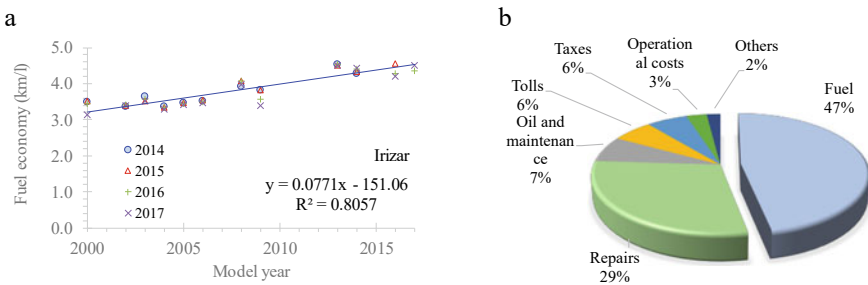 a
Fuel economy (km/l)
5.0
4.0
3.0
2.0
1.0
0.0
2000
2005
2010
2015
Model year
2014
2015
2016
2017
Irizar
y = 0.0771x - 151.06
R² = 0.8057
b
Taxes
6%
Operation
al costs
3%
Others
2%
Fuel
47%
Tolls
6%
Oil and
maintenan
ce
7%
Repairs
29%